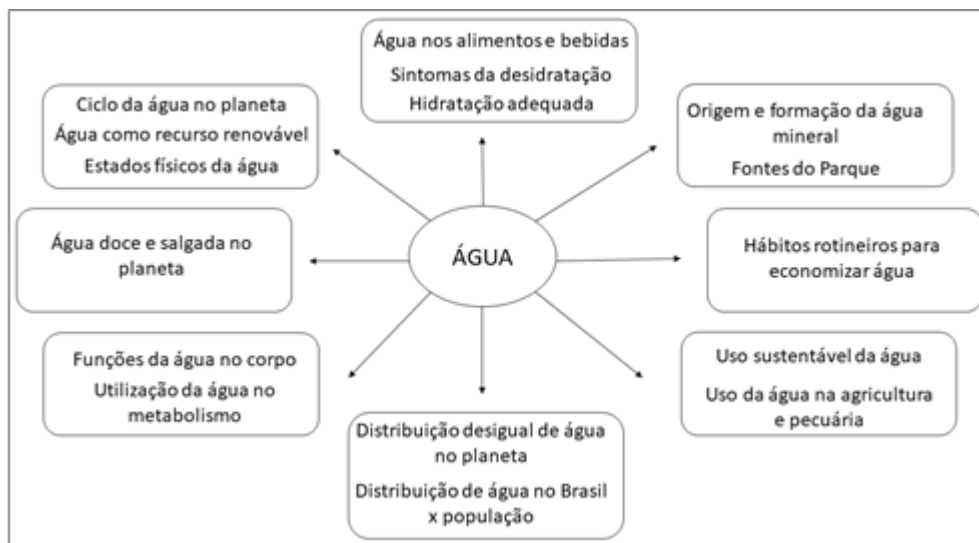 Água nos alimentos e bebidas
Sintomas da desidratação
Hidratação adequada
Ciclo da água no planeta
Água como recurso renovável
Estados físicos da água
Origem e formação da água
mineral
Fontes do Parque
Água doce e salgada no
planeta
ÁGUA
Hábitos rotineiros para
economizar água
Funções da água no corpo
Utilização da água no
metabolismo
Uso sustentável da água
Uso da água na agricultura
e pecuária
Distribuição desigual de água
no planeta
Distribuição de água no Brasil
x população